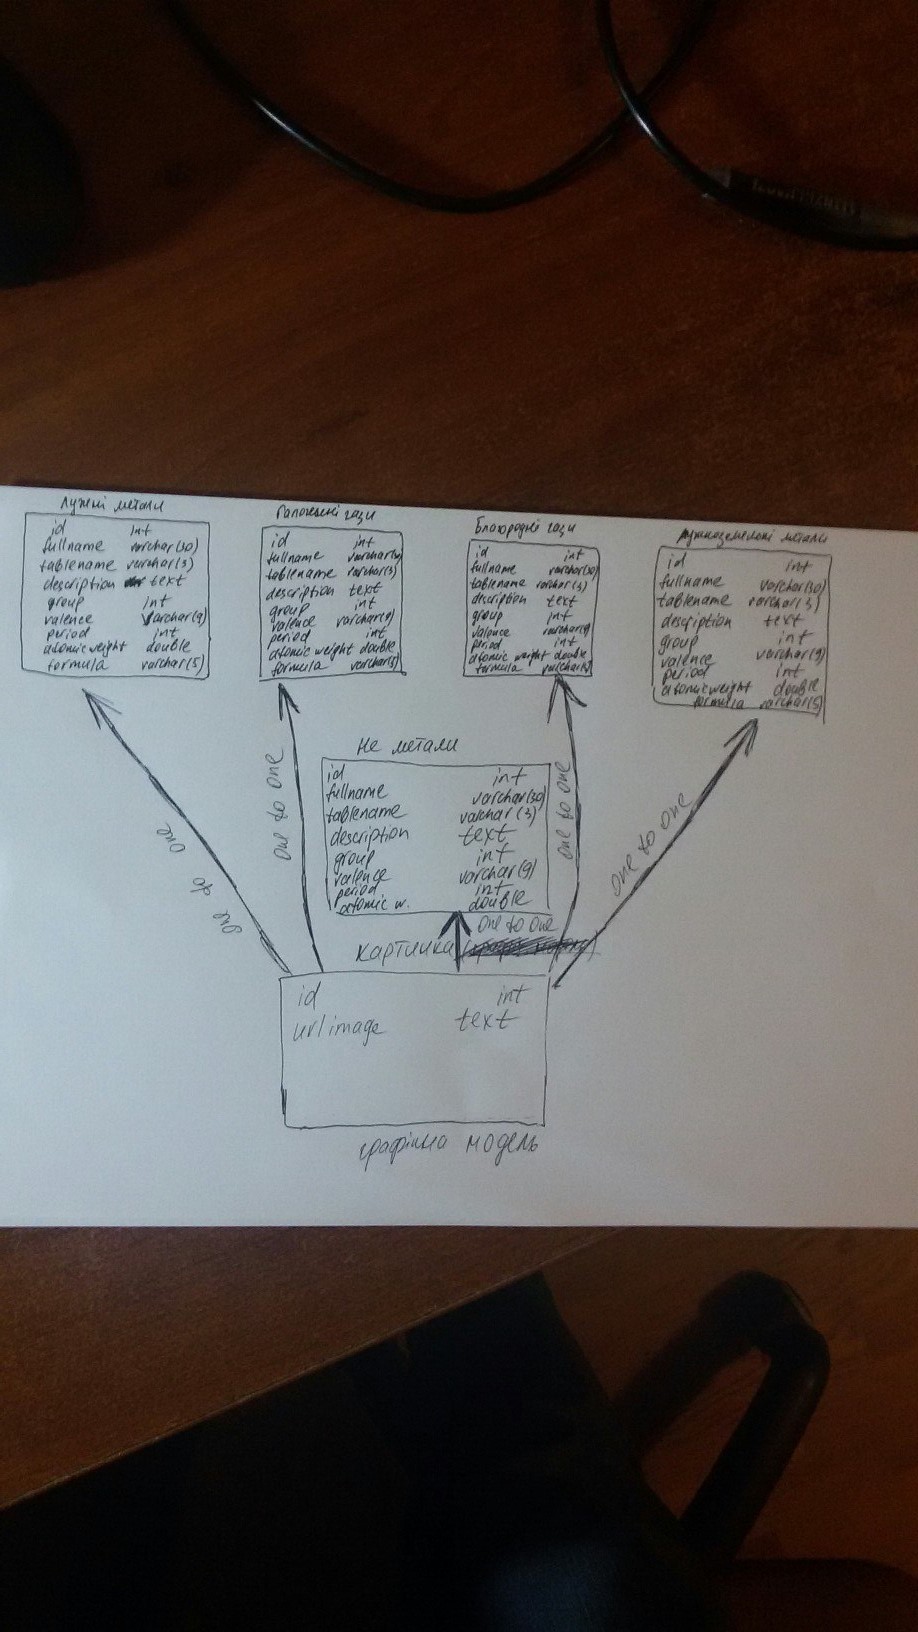 Лужні метали
id int
fullname varchar(30)
tablename varchar(3)
description text
group int
valence varchar(9)
period int
atomic weight double
formula varchar(5)
гази
id int
fullname varchar(30)
tablename varchar(3)
description text
group int
valence varchar(9)
period int
atomic weight double
formula varchar(5)
Благородні гази
id int
fullname varchar(30)
tablename varchar(3)
description text
group int
valence varchar(9)
period int
atomic weight double
formula varchar(5)
метали
id int
fullname varchar(30)
tablename varchar(3)
description text
group int
valence varchar(9)
period int
atomic weight double
formula varchar(5)
Не метали
id int
fullname varchar(30)
tablename varchar(3)
description text
group int
valence varchar(9)
period int
atomic w. double
one to one
one to one
one to one
one to one
one to one
картинка
id int
urlimage text
модель